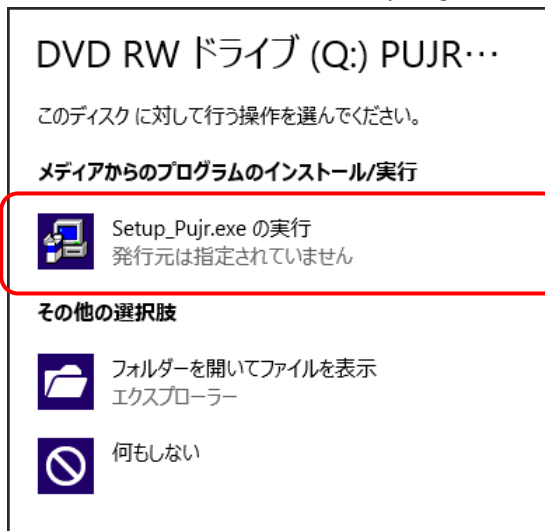 DVD RW ドライブ (Q:) PUJR…
このディスク に対して行う操作を選んでください。
メディアからのプログラムのインストール/実行
Setup_Pujr.exe の実行
発行元は指定されていません
その他の選択肢
フォルダーを開いてファイルを表示
エクスプローラー
何もしない